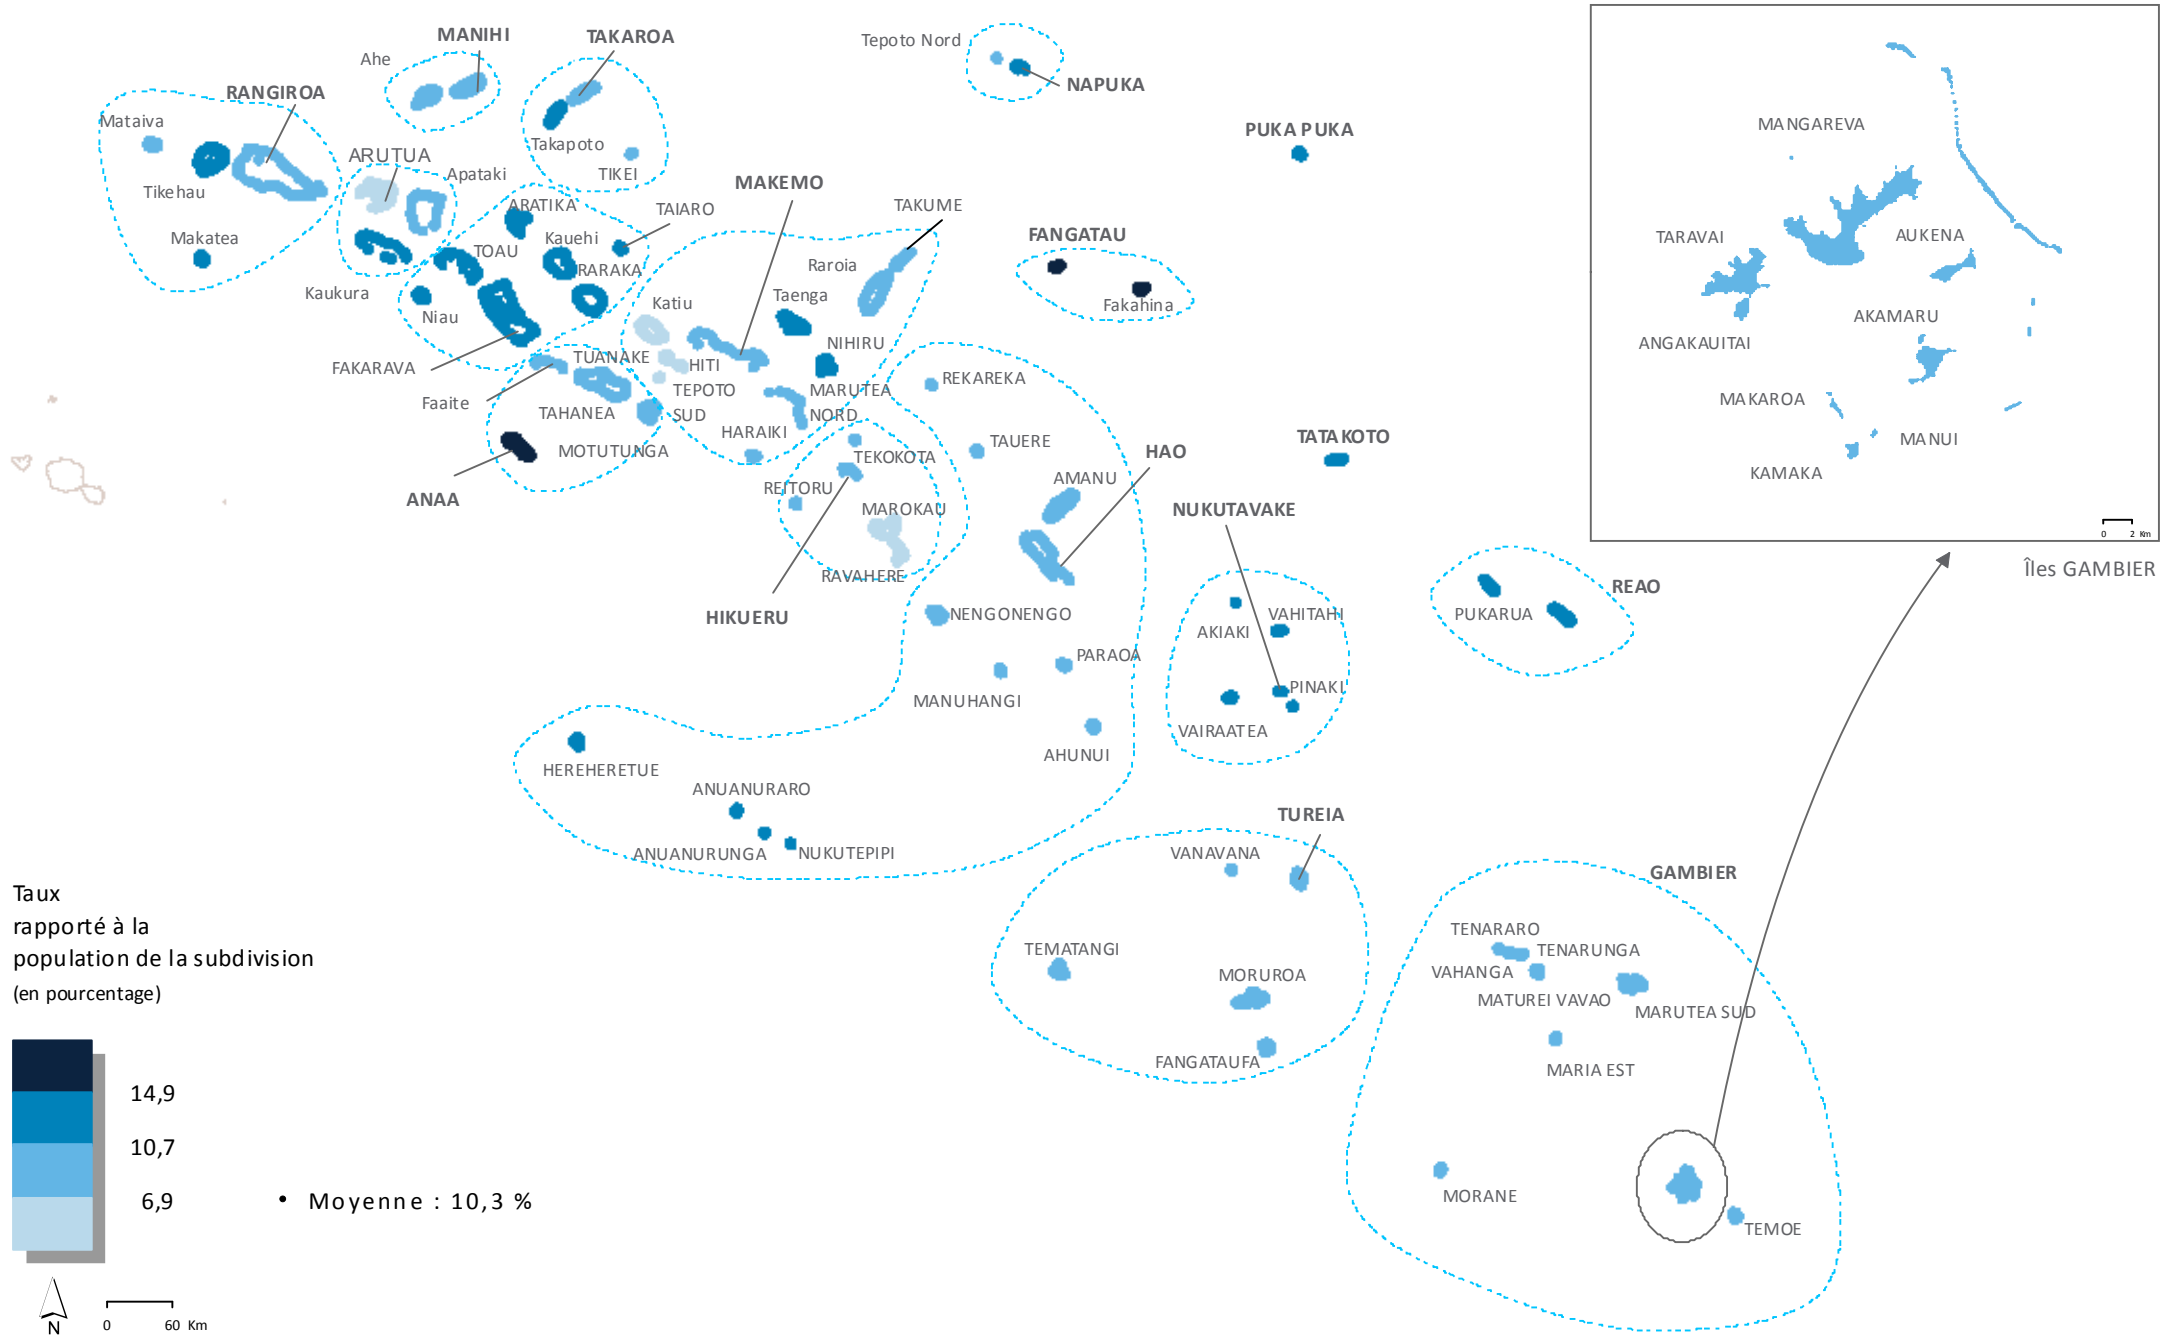 MANIHI
TAKAROA
Tepoto Nord
Ahe
NAPUKA
RANGIROA
Mataiva
ARUTUA
Takapoto
PUKA PUKA
MANGAREVA
Tikehau
Apataki
TIKEI
MAKEMO
ARATIKA
TAIARO
TAKUME
Makatea
TOAU
Kauehi
FANGATAU
TARAVAI
AUKENA
RARAKA
Raroia
Kaukura
Niau
Katiu
Taenga
Fakahina
AKAMARU
FAKARAVA
TUANAKE
HITI
NIHIRU
ANGAKAUITAI
Faaite
TEPOTO
SUD
MARUTEA
NORD
REKAREKA
MAKAROA
TAHANEA
HARAIKI
TAUERE
TATAKOTO
MANUI
MOTUTUNGA
TEKOKOTA
HAO
KAMAKA
ANAA
REITORU
AMANU
MAROKAU
NUKUTAVAKE
0 2 Km
RAVAHERE
Îles GAMBIER
HIKUERU
NENGONENGO
VAHITAHI
AKIAKI
PUKARUA
REAO
PARAOA
MANUHANGI
PINAKI
VAIRAATEA
HEREHERETUE
AHUNUI
ANUANURARO
TUREIA
ANUANURUNGA
NUKUTEPIPI
VANAVANA
GAMBIER
Taux
rapporté à la
population de la subdivision
(en pourcentage)
TENARARO
TEMATANGI
TENARUNGA
MORUROA
VAHANGA
MATUREI VAVAO
MARUTEA SUD
FANGATAUFA
MARIA EST
14,9
10,7
6,9
• Moyenne : 10,3 %
MORANE
TEMOE
N
0 60 Km